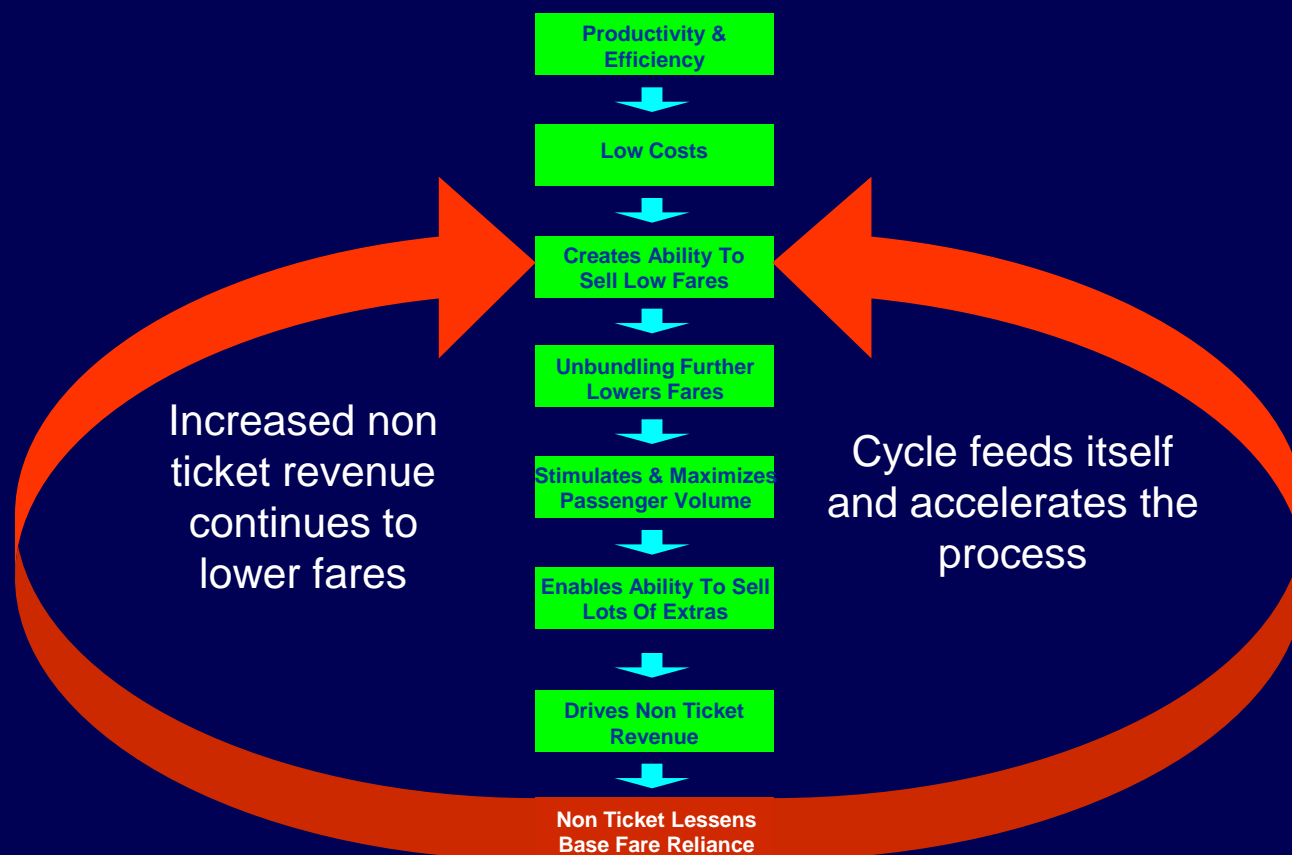 Productivity &
Efficiency
Low Costs
Creates Ability To
Sell Low Fares
Unbundling Further
Lowers Fares
Stimulates & Maximizes
Passenger Volume
Enables Ability To Sell
Lots Of Extras
Drives Non Ticket
Revenue
Non Ticket Lessens
Base Fare Reliance
Increased non
ticket revenue
continues to
lower fares
Cycle feeds itself
and accelerates the
process